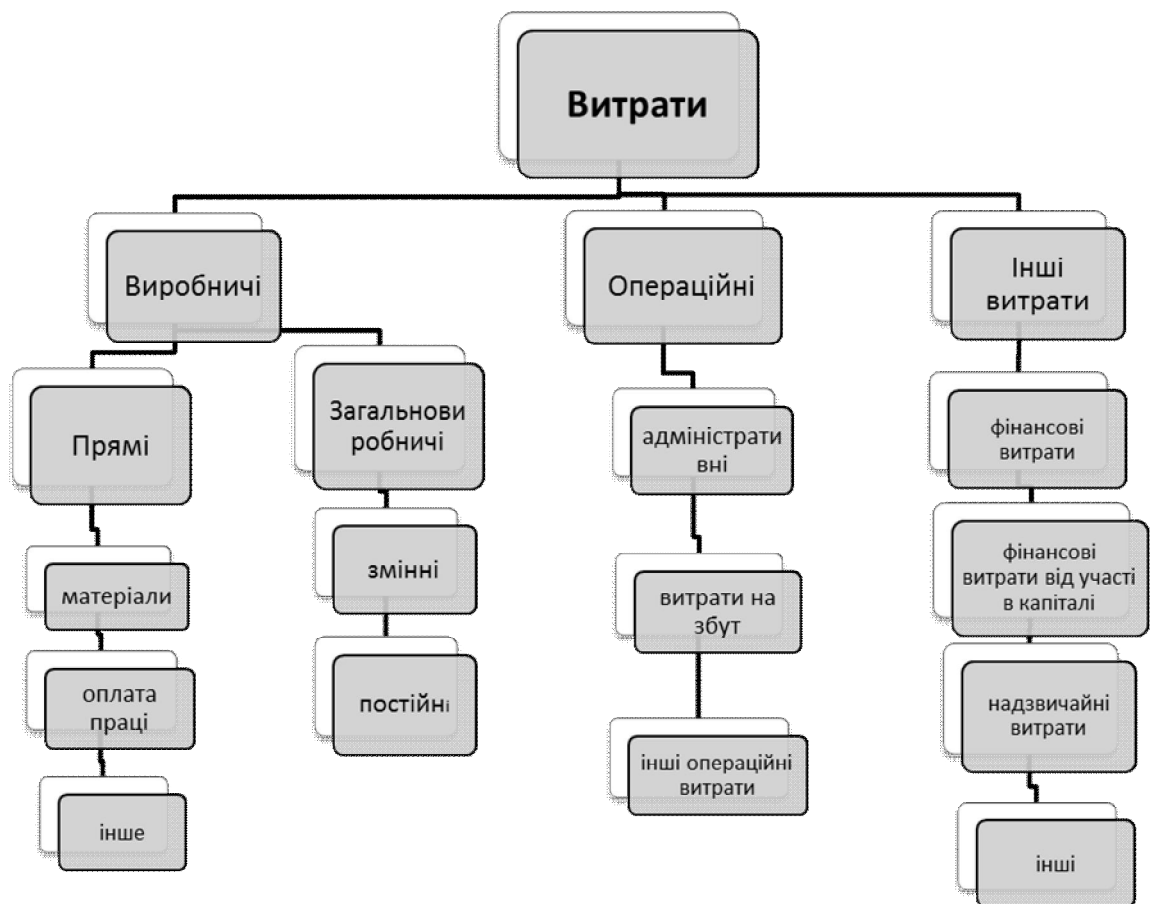 Витрати
Виробничі
Операційні
Інші
витрати
Прямі
Загальнови
робничі
адміністрати
вні
фінансові
витрати
матеріали
змінні
витрати на
збут
фінансові
витрати від участі
в капіталі
оплата
праці
постійні
інші операційні
витрати
надзвичайні
витрати
інше
інші